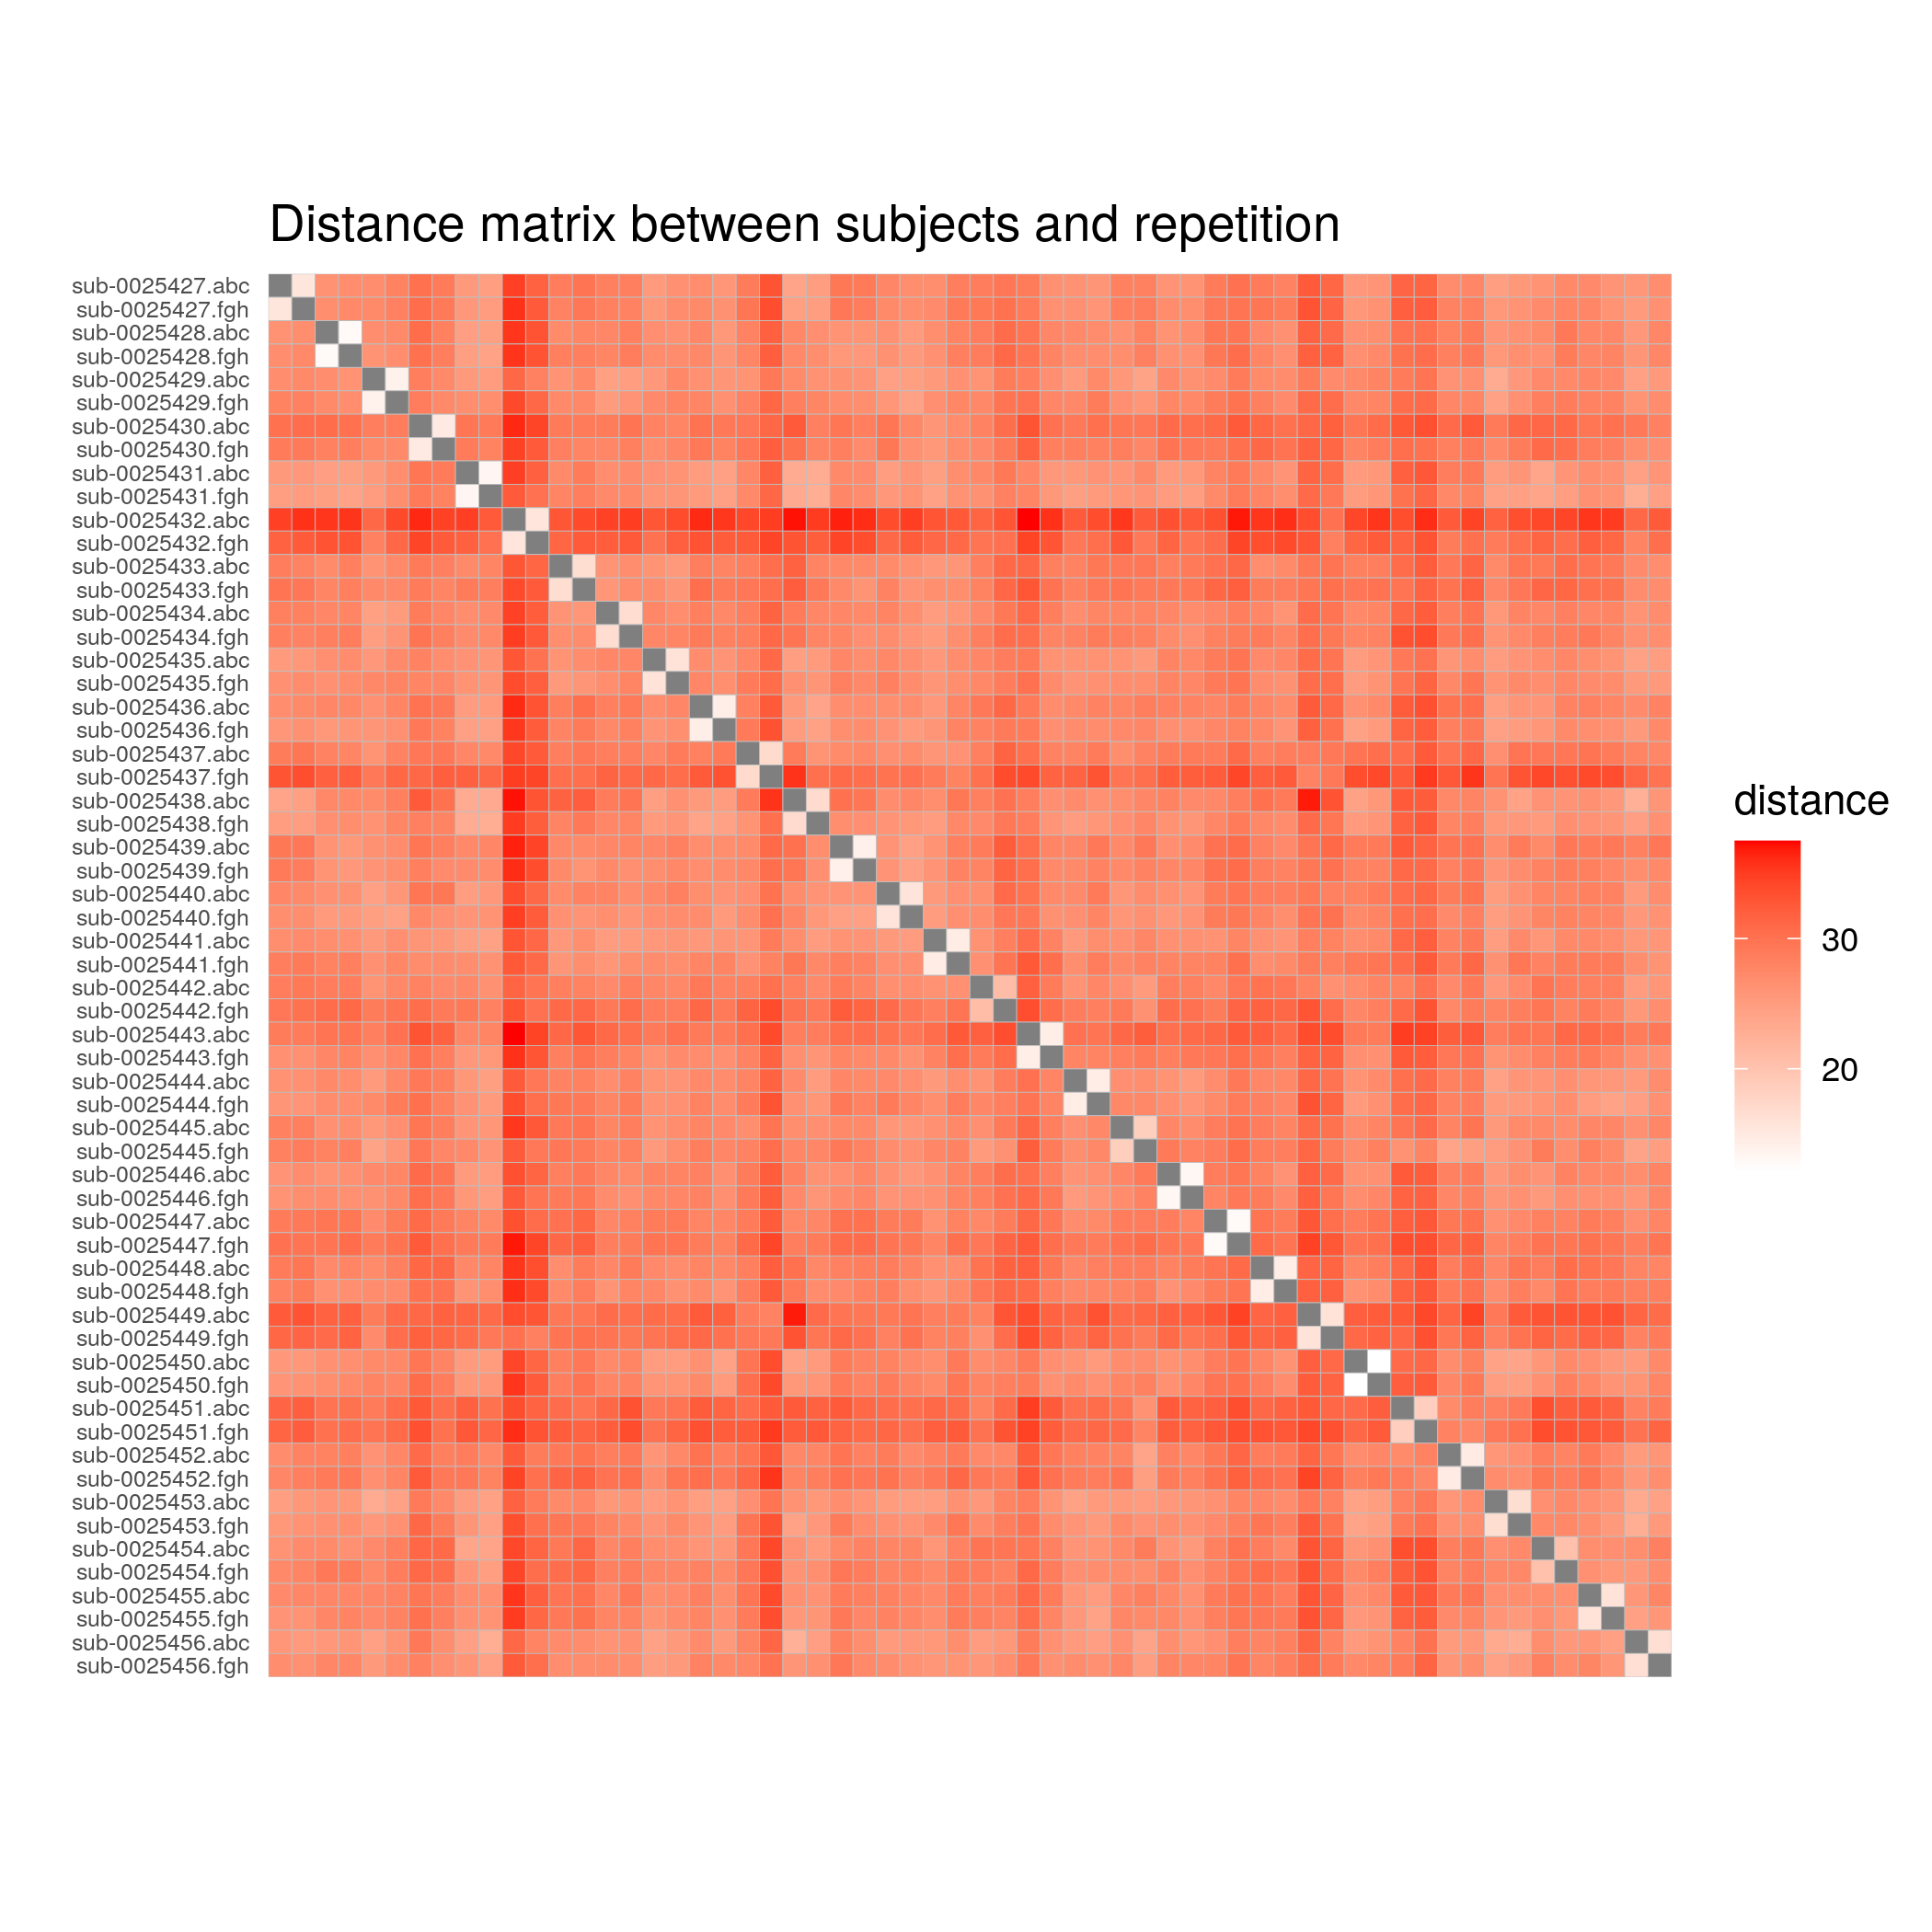 Distance matrix between subjects and repetition
sub-0025427.abc
sub-0025427.fgh
sub-0025428.abc
sub-0025428.fgh
sub-0025429.abc
sub-0025429.fgh
sub-0025430.abc
sub-0025430.fgh
sub-0025431.abc
sub-0025431.fgh
sub-0025432.abc
sub-0025432.fgh
sub-0025433.abc
sub-0025433.fgh
sub-0025434.abc
sub-0025434.fgh
sub-0025435.abc
sub-0025435.fgh
sub-0025436.abc
sub-0025436.fgh
sub-0025437.abc
sub-0025437.fgh
sub-0025438.abc
sub-0025438.fgh
sub-0025439.abc
sub-0025439.fgh
sub-0025440.abc
sub-0025440.fgh
sub-0025441.abc
sub-0025441.fgh
sub-0025442.abc
sub-0025442.fgh
sub-0025443.abc
sub-0025443.fgh
sub-0025444.abc
sub-0025444.fgh
sub-0025445.abc
sub-0025445.fgh
sub-0025446.abc
sub-0025446.fgh
sub-0025447.abc
sub-0025447.fgh
sub-0025448.abc
sub-0025448.fgh
sub-0025449.abc
sub-0025449.fgh
sub-0025450.abc
sub-0025450.fgh
sub-0025451.abc
sub-0025451.fgh
sub-0025452.abc
sub-0025452.fgh
sub-0025453.abc
sub-0025453.fgh
sub-0025454.abc
sub-0025454.fgh
sub-0025455.abc
sub-0025455.fgh
sub-0025456.abc
sub-0025456.fgh
distance
30
20